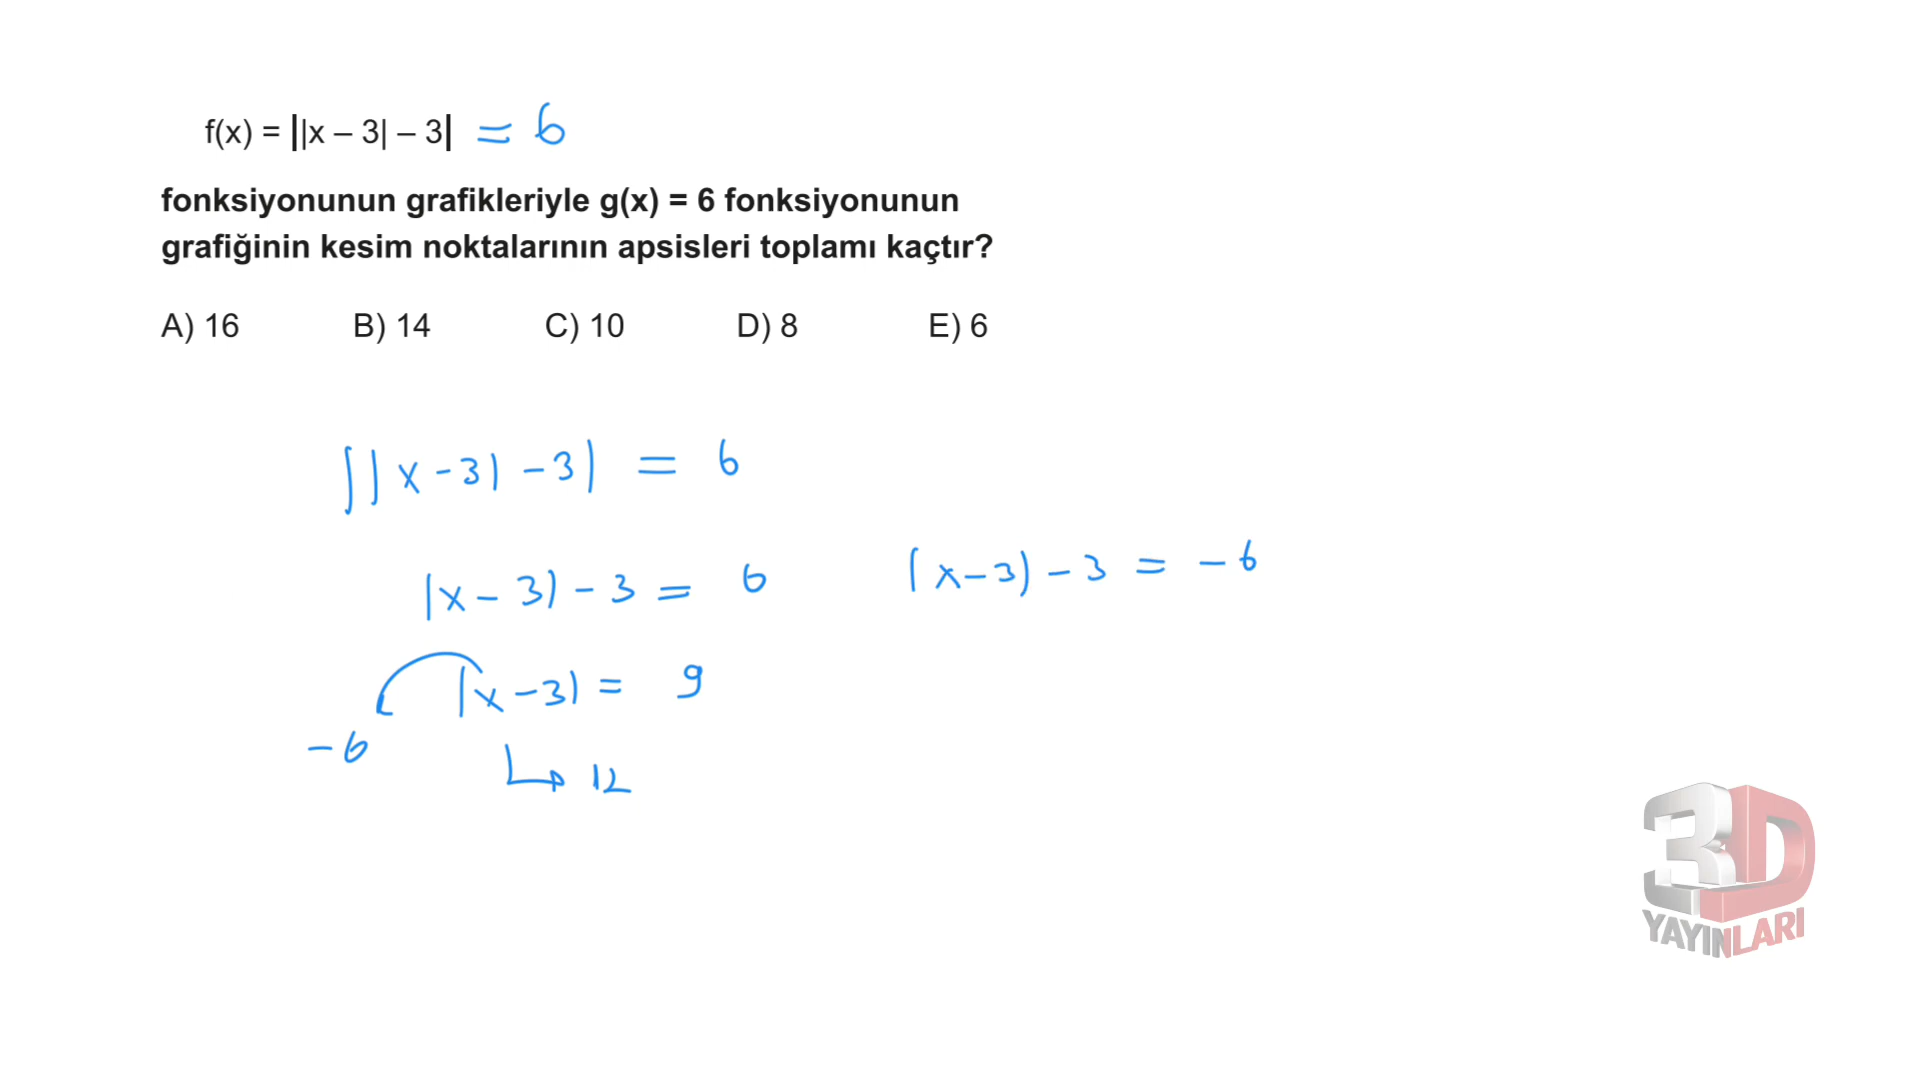 f(x) = ||x – 3| – 3| = 6
fonksiyonunun grafikleriyle g(x) = 6 fonksiyonunun
grafiğinin kesim noktalarının apsisleri toplamı kaçtır?
A) 16 B) 14 C) 10 D) 8 E) 6
||x-3|-3| = 6
|x-3|-3 = 6
|x-3|-3 = -6
|x-3| = 9
-6
12
3D
YAYINLARI